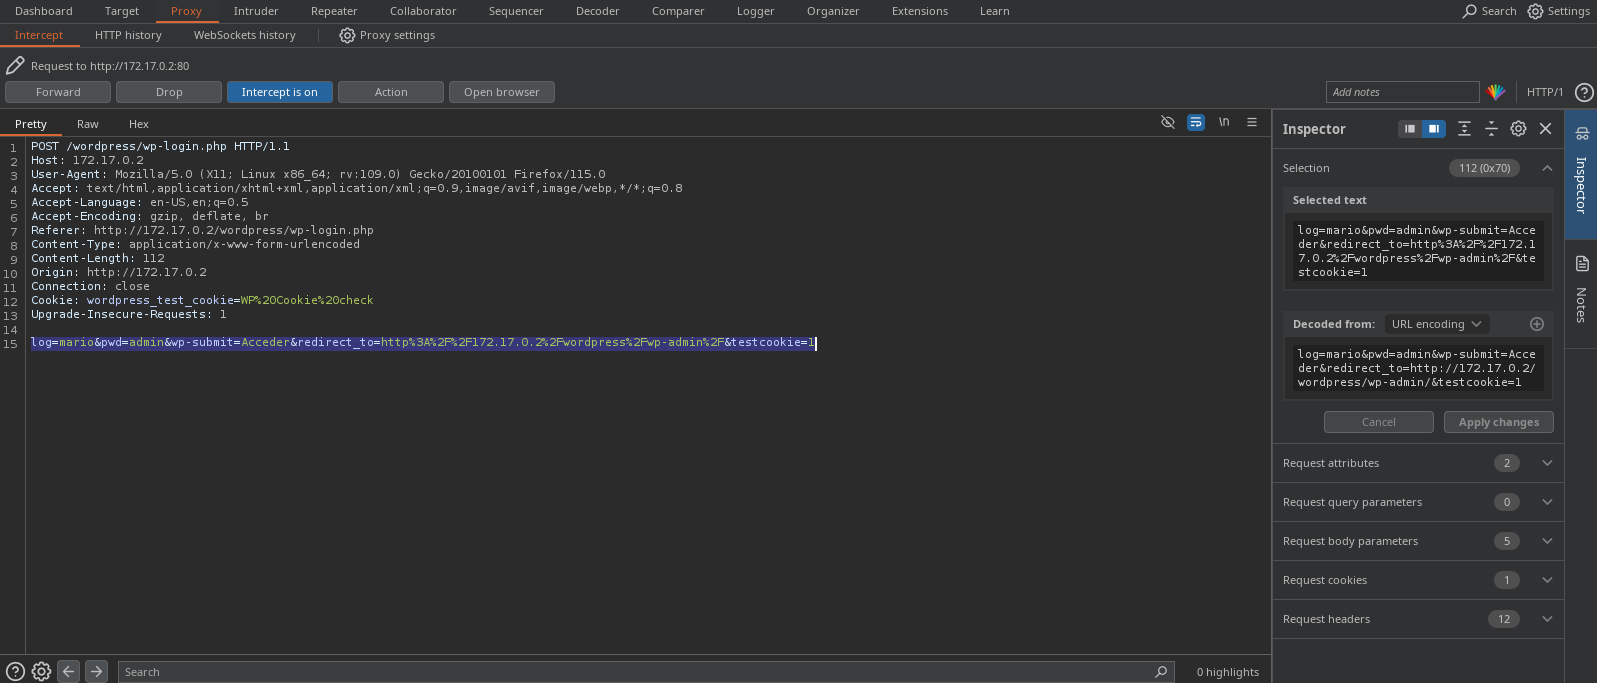 Dashboard Target Proxy Intruder Repeater Collaborator Sequencer Decoder Comparer Logger Organizer Extensions Learn Search Settings
Intercept HTTP history WebSockets history Proxy settings
Request to http://172.17.0.2:80
Forward Drop Intercept is on Action Open browser Add notes HTTP/1 ?
Pretty Raw Hex \n
1 POST /wordpress/wp-login.php HTTP/1.1
2 Host: 172.17.0.2
3 User-Agent: Mozilla/5.0 (X11; Linux x86_64; rv:109.0) Gecko/20100101 Firefox/115.0
4 Accept: text/html,application/xhtml+xml,application/xml;q=0.9,image/avif,image/webp,*/*;q=0.8
5 Accept-Language: en-US,en;q=0.5
6 Accept-Encoding: gzip, deflate, br
7 Referer: http://172.17.0.2/wordpress/wp-login.php
8 Content-Type: application/x-www-form-urlencoded
9 Content-Length: 112
10 Origin: http://172.17.0.2
11 Connection: close
12 Cookie: wordpress_test_cookie=WP%20Cookie%20check
13 Upgrade-Insecure-Requests: 1
14
15 log=mario&pwd=admin&wp-submit=Acceder&redirect_to=http%3A%2F%2F172.17.0.2%2Fwordpress%2Fwp-admin%2F&testcookie=1
Inspector
Selection 112 (0x70)
Selected text
log=mario&pwd=admin&wp-submit=Acce
der&redirect_to=http%3A%2F%2F172.1
7.0.2%2Fwordpress%2Fwp-admin%2F&te
stcookie=1
Decoded from: URL encoding
log=mario&pwd=admin&wp-submit=Acce
der&redirect_to=http://172.17.0.2/
wordpress/wp-admin/&testcookie=1
Cancel Apply changes
Request attributes 2
Request query parameters 0
Request body parameters 5
Request cookies 1
Request headers 12
Inspector
Notes
? Search 0 highlights